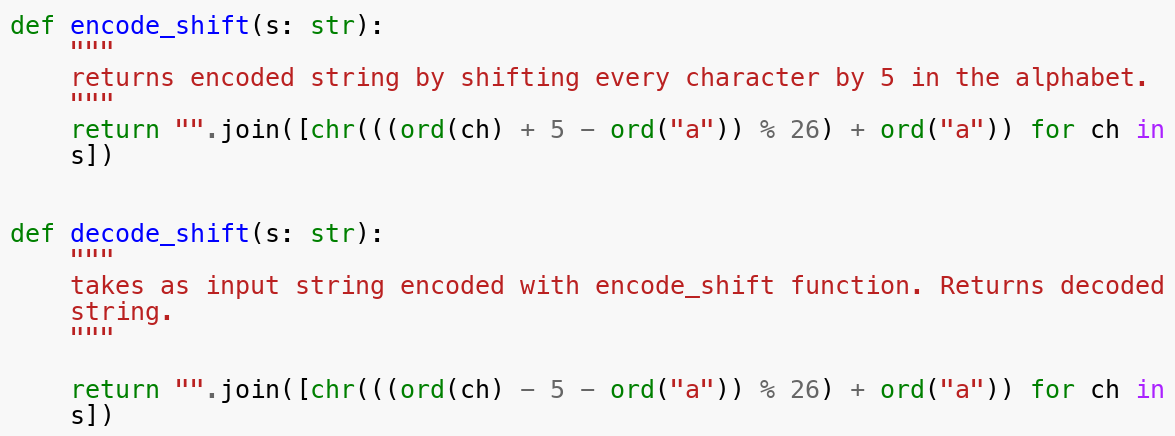 def encode_shift(s: str):
    """
    returns encoded string by shifting every character by 5 in the alphabet.
    """
    return "".join([chr(((ord(ch) + 5 − ord("a")) % 26) + ord("a")) for ch in
    s])
def decode_shift(s: str):
    """
    takes as input string encoded with encode_shift function. Returns decoded
    string.
    """
    return "".join([chr(((ord(ch) − 5 − ord("a")) % 26) + ord("a")) for ch in
    s])